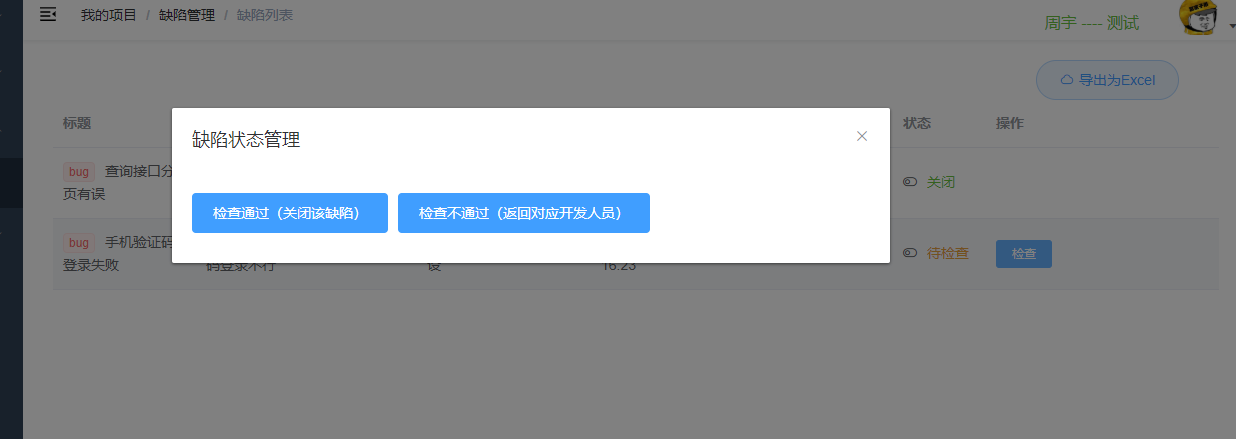 我的项目 / 缺陷管理 / 缺陷列表
周宇 ---- 测试
导出为Excel
标题
状态
操作
缺陷状态管理
检查通过（关闭该缺陷）
检查不通过（返回对应开发人员）
bug 查询接口分
页有误
关闭
bug 手机验证码
登录失败
码登录不行
16:23
待检查
检查